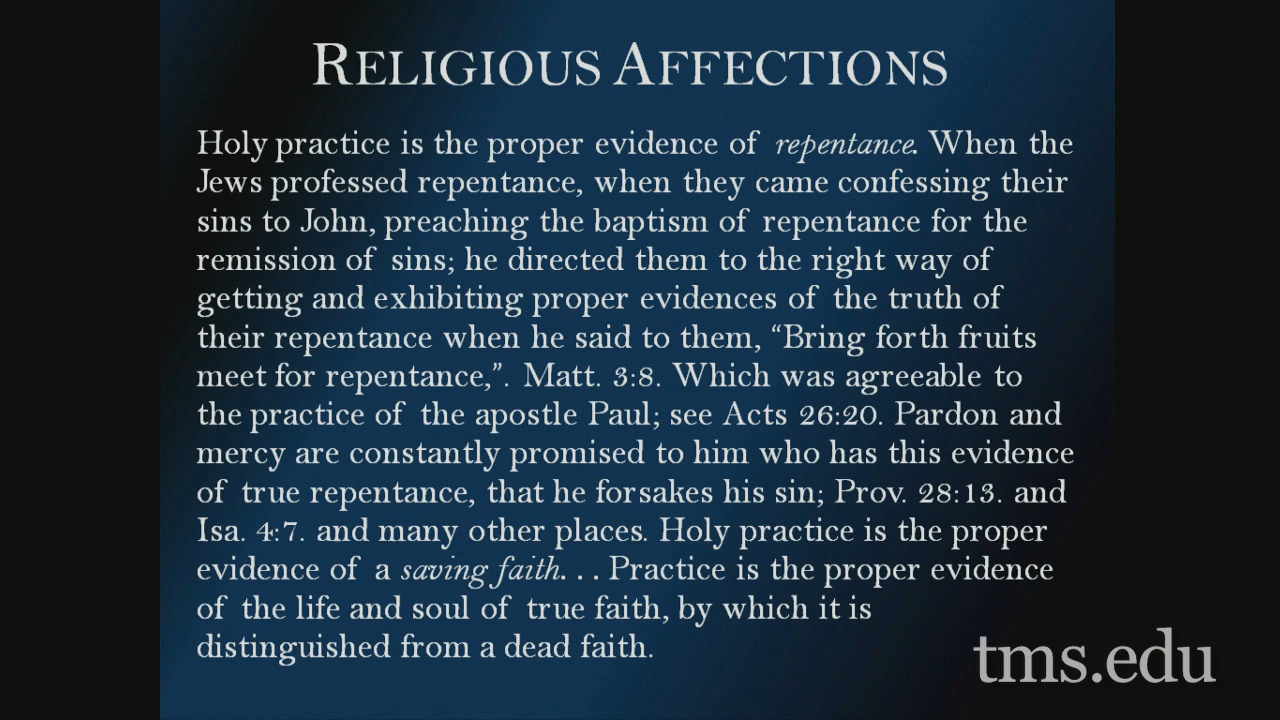 RELIGIOUS AFFECTIONS
Holy practice is the proper evidence of repentance. When the
Jews professed repentance, when they came confessing their
sins to John, preaching the baptism of repentance for the
remission of sins; he directed them to the right way of
getting and exhibiting proper evidences of the truth of
their repentance when he said to them, “Bring forth fruits
meet for repentance,”. Matt. 3:8. Which was agreeable to
the practice of the apostle Paul; see Acts 26:20. Pardon and
mercy are constantly promised to him who has this evidence
of true repentance, that he forsakes his sin; Prov. 28:13. and
Isa. 4:7. and many other places. Holy practice is the proper
evidence of a saving faith. . . Practice is the proper evidence
of the life and soul of true faith, by which it is
distinguished from a dead faith.
tms.edu